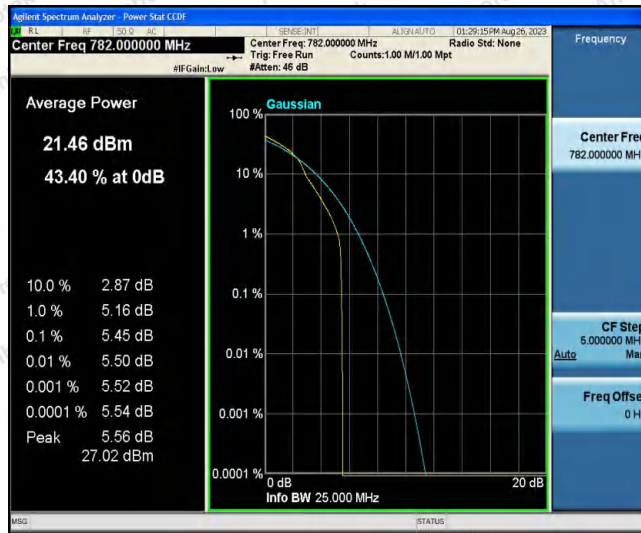 Agilent Spectrum Analyzer - Power Stat CCDF
RL RF 50 Ω AC SENSE:INT ALIGN AUTO 01:29:15 PM Aug 26, 2023
Center Freq 782.000000 MHz
Center Freq: 782.000000 MHz Radio Std: None
Trig: Free Run Counts:1.00 M/1.00 Mpt
#IFGain:Low #Atten: 46 dB
Frequency
Average Power
21.46 dBm
43.40 % at 0dB
10.0 % 2.87 dB
1.0 % 5.16 dB
0.1 % 5.45 dB
0.01 % 5.50 dB
0.001 % 5.52 dB
0.0001 % 5.54 dB
Peak 5.56 dB
27.02 dBm
Gaussian
100 %
10 %
1 %
0.1 %
0.01 %
0.001 %
0.0001 %
0 dB 20 dB
Info BW 25.000 MHz
Center Fre
782.000000 MH
CF Step
5.000000 MH
Auto Ma
Freq Offse
0 H
MSG STATUS